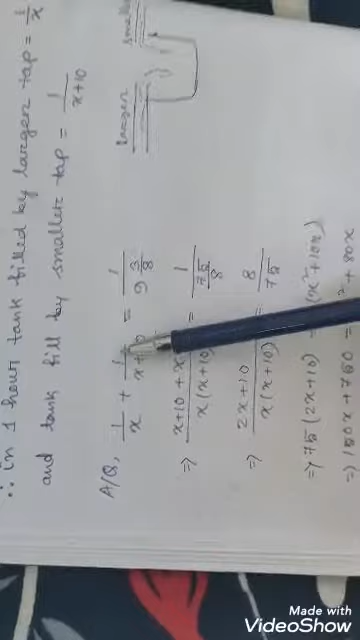 ∴ in 1 hour tank filled by larger tap = 1/x
and tank fill by smaller tap = 1/(x+10)
larger smaller
A/Q, 1/x + 1/(x+10) = 1/(9 3/8)
⇒ (x+10+x)/(x(x+10)) = 1/(75/8)
⇒ (2x+10)/(x(x+10)) = 8/75
⇒ 75(2x+10) = (x²+10x)
⇒ 150x + 750 = ² + 80x
Made with
VideoShow